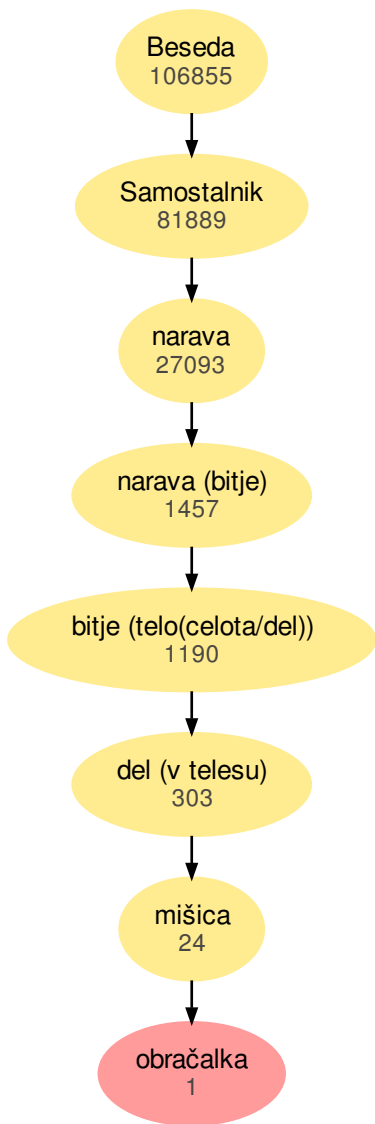 Beseda
106855
Samostalnik
81889
narava
27093
narava (bitje)
1457
bitje (telo(celota/del))
1190
del (v telesu)
303
mišica
24
obračalka
1